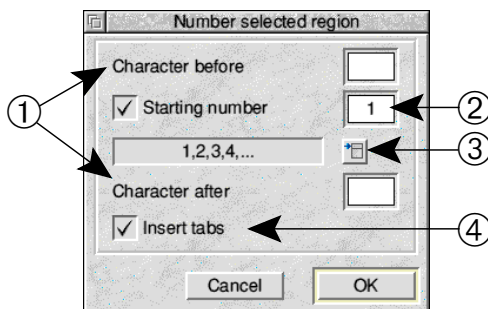 Number selected region
Character before
Starting number 1
1,2,3,4,...
Character after
Insert tabs
Cancel OK
① ② ③ ④